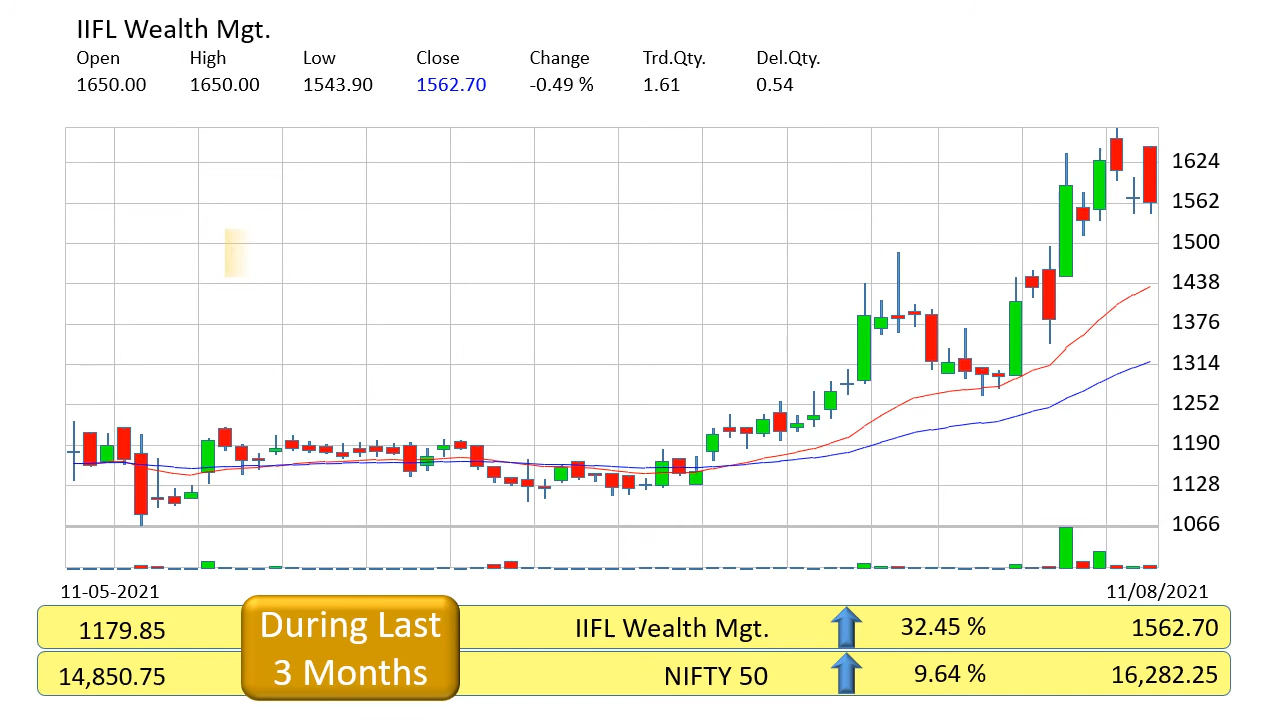 IIFL Wealth Mgt.
Open High Low Close Change Trd.Qty. Del.Qty.
1650.00 1650.00 1543.90 1562.70 -0.49 % 1.61 0.54
1624
1562
1500
1438
1376
1314
1252
1190
1128
1066
11-05-2021 11/08/2021
1179.85 IIFL Wealth Mgt. 32.45 % 1562.70
During Last
3 Months
14,850.75 NIFTY 50 9.64 % 16,282.25